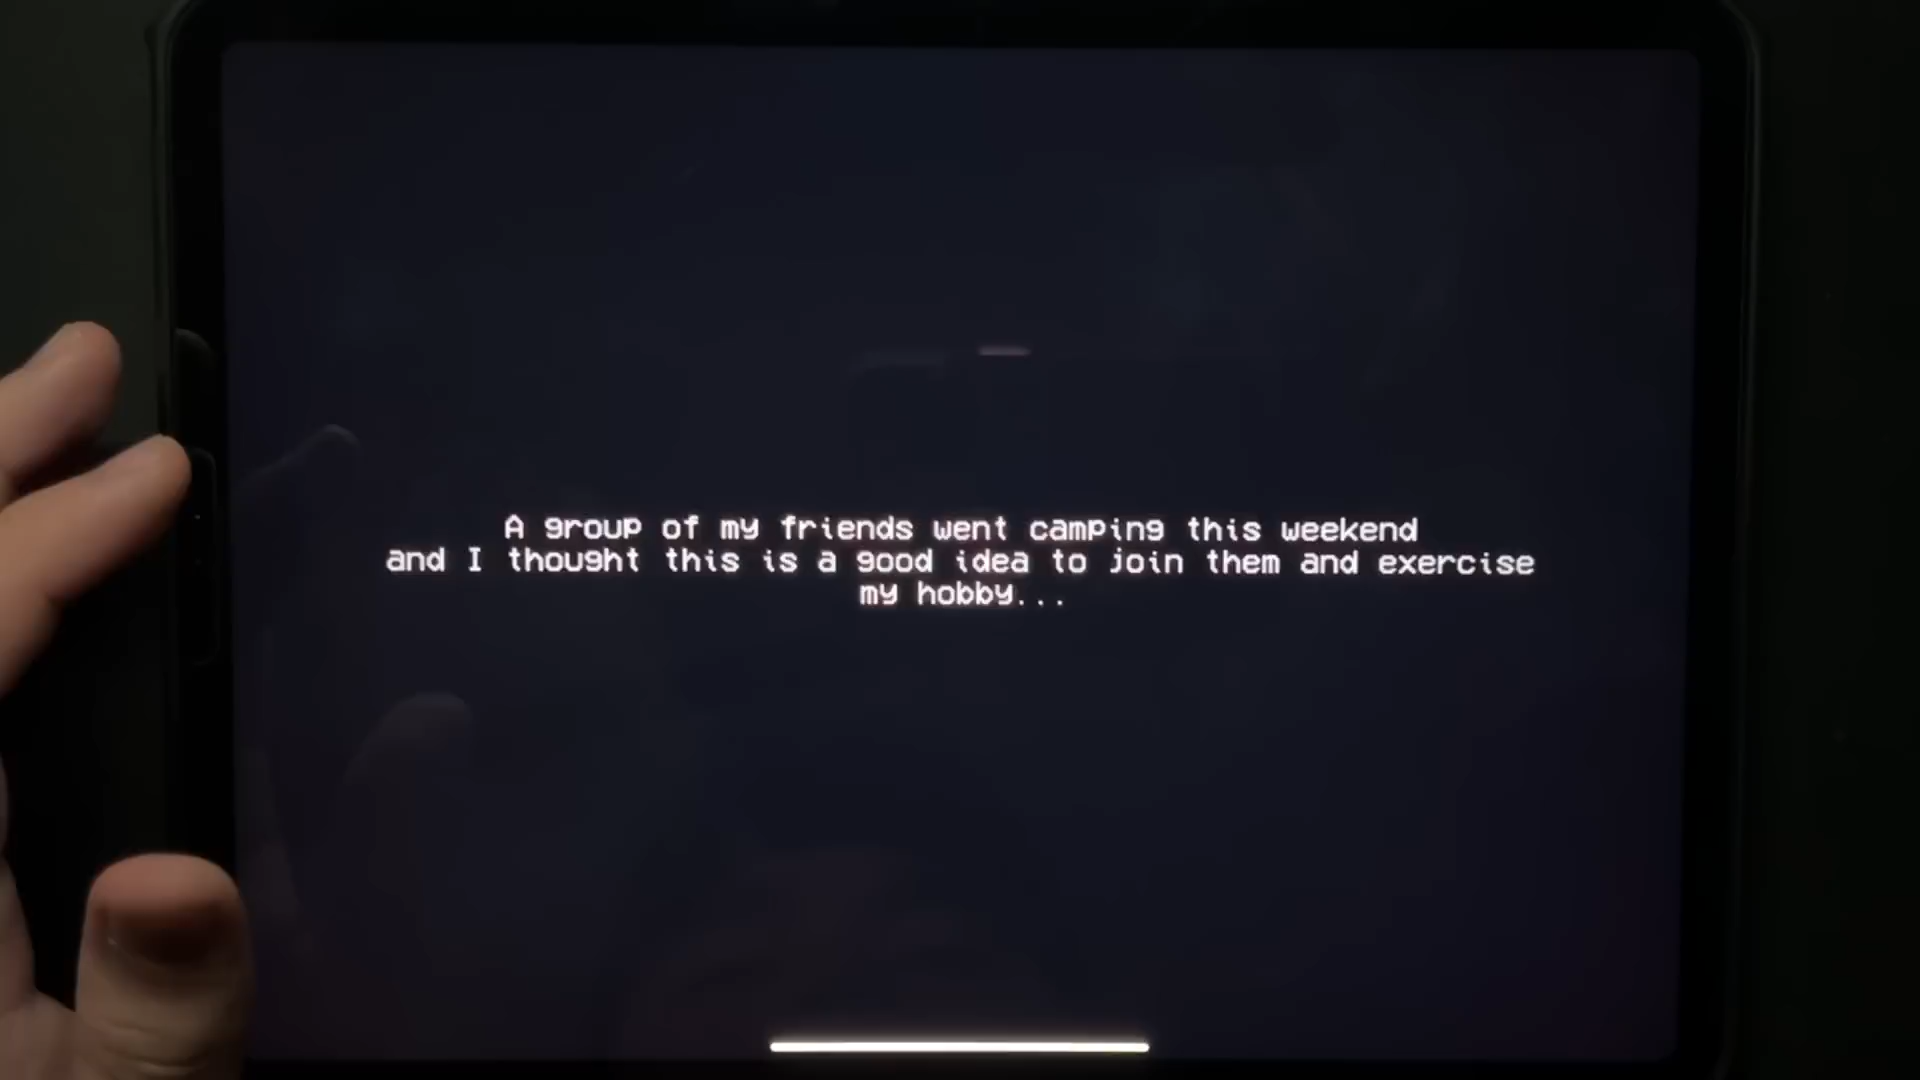 A group of my friends went camping this weekend
and I thought this is a good idea to join them and exercise
my hobby...